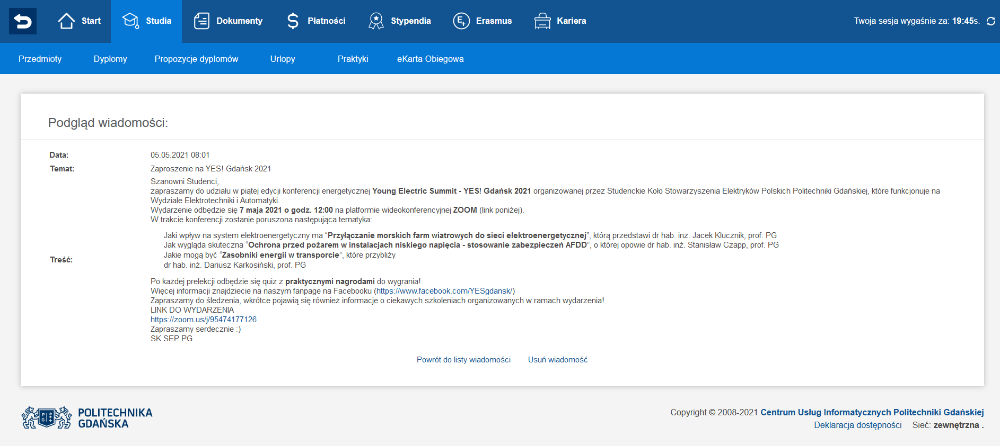 Start
Studia
Dokumenty
Płatności
Stypendia
Erasmus
Kariera
Twoja sesja wygaśnie za: 19:45s.
Przedmioty
Dyplomy
Propozycje dyplomów
Urlopy
Praktyki
eKarta Obiegowa
Podgląd wiadomości:
Data:
05.05.2021 08:01
Temat:
Zaproszenie na YES! Gdańsk 2021
Treść:
Szanowni Studenci,
zapraszamy do udziału w piątej edycji konferencji energetycznej Young Electric Summit - YES! Gdańsk 2021 organizowanej przez Studenckie Koło Stowarzyszenia Elektryków Polskich Politechniki Gdańskiej, które funkcjonuje na
Wydziale Elektrotechniki i Automatyki.
Wydarzenie odbędzie się 7 maja 2021 o godz. 12:00 na platformie wideokonferencyjnej ZOOM (link poniżej).
W trakcie konferencji zostanie poruszona następująca tematyka:
Jaki wpływ na system elektroenergetyczny ma “Przyłączanie morskich farm wiatrowych do sieci elektroenergetycznej”, którą przedstawi dr hab. inż. Jacek Klucznik, prof. PG
Jak wygląda skuteczna “Ochrona przed pożarem w instalacjach niskiego napięcia - stosowanie zabezpieczeń AFDD”, o której opowie dr hab. inż. Stanisław Czapp, prof. PG
Jakie mogą być “Zasobniki energii w transporcie”, które przybliży
dr hab. inż. Dariusz Karkosiński, prof. PG
Po każdej prelekcji odbędzie się quiz z praktycznymi nagrodami do wygrania!
Więcej informacji znajdziecie na naszym fanpage na Facebooku (https://www.facebook.com/YESgdansk/)
Zapraszamy do śledzenia, wkrótce pojawią się również informacje o ciekawych szkoleniach organizowanych w ramach wydarzenia!
LINK DO WYDARZENIA
https://zoom.us/j/95474177126
Zapraszamy serdecznie :)
SK SEP PG
Powrót do listy wiadomości
Usuń wiadomość
POLITECHNIKA
GDAŃSKA
Copyright © 2008-2021 Centrum Usług Informatycznych Politechniki Gdańskiej
Deklaracja dostępności
Sieć: zewnętrzna .